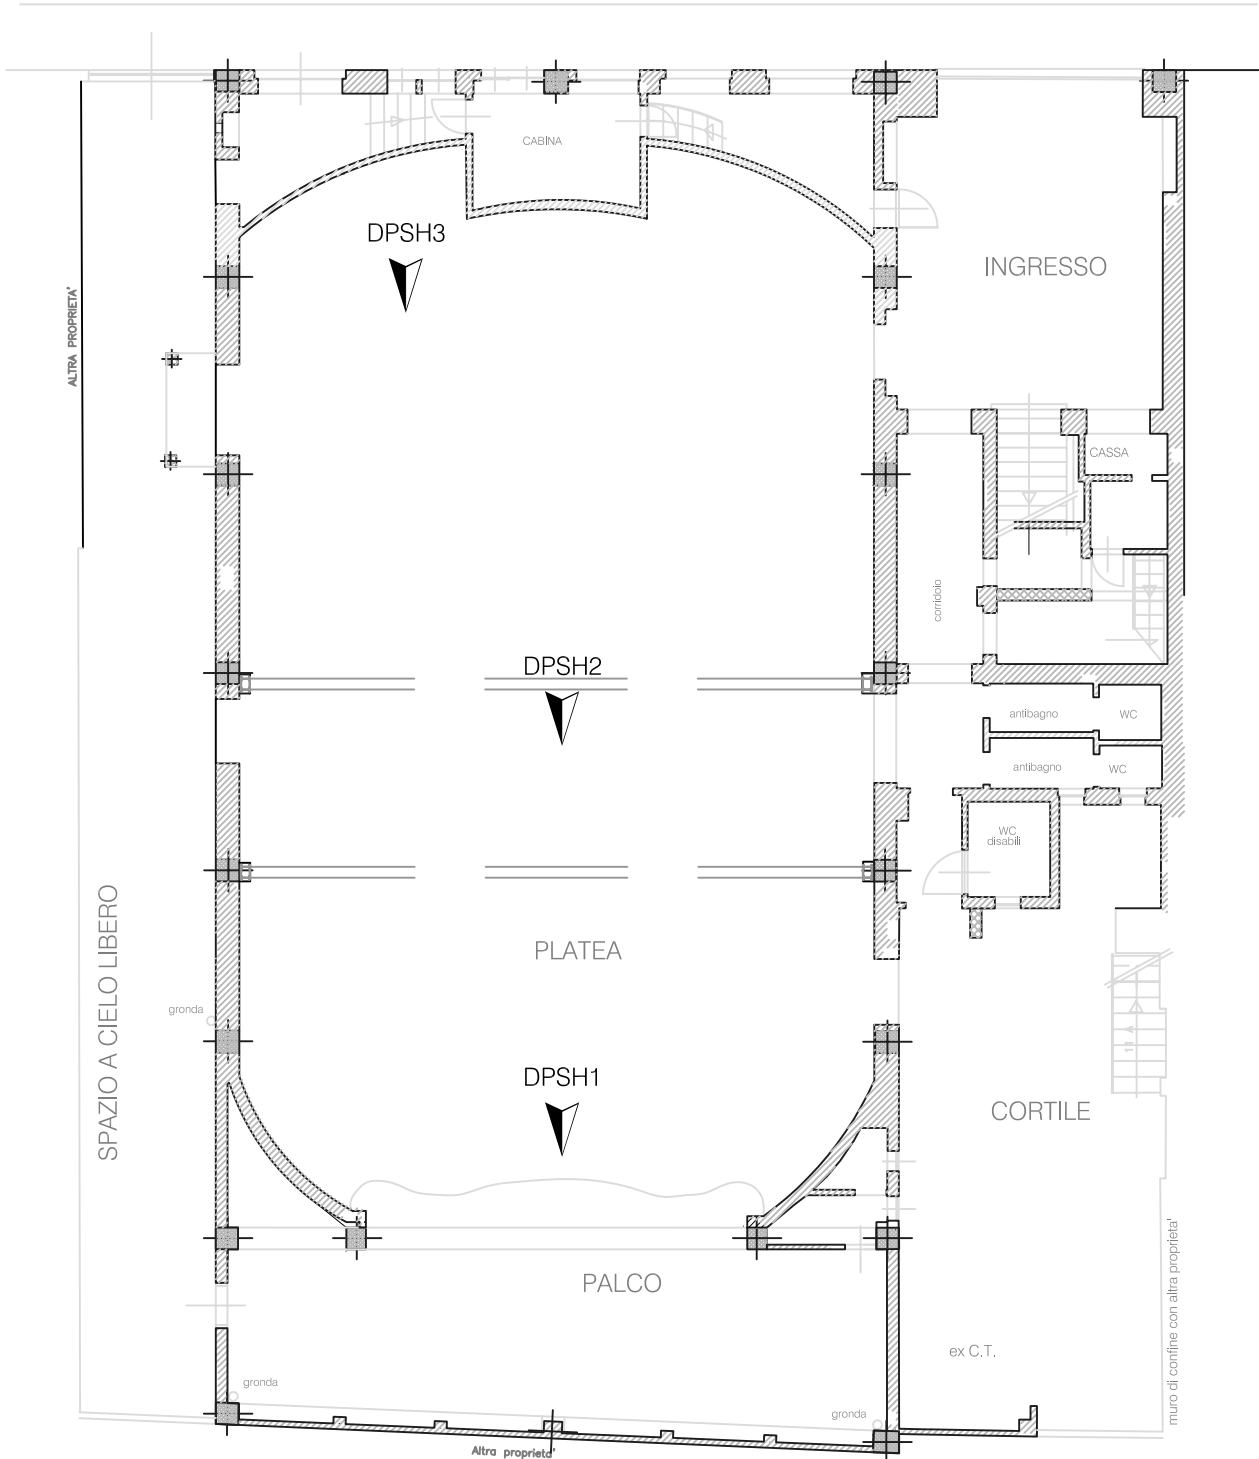 CABINA
DPSH3
INGRESSO
ALTRA PROPRIETA'
CASSA
corridoio
DPSH2
antibagno
WC
antibagno
WC
WC
disabili
SPAZIO A CIELO LIBERO
PLATEA
gronda
DPSH1
CORTILE
PALCO
muro di confine con altra proprieta'
ex C.T.
gronda
gronda
Altra proprieta'